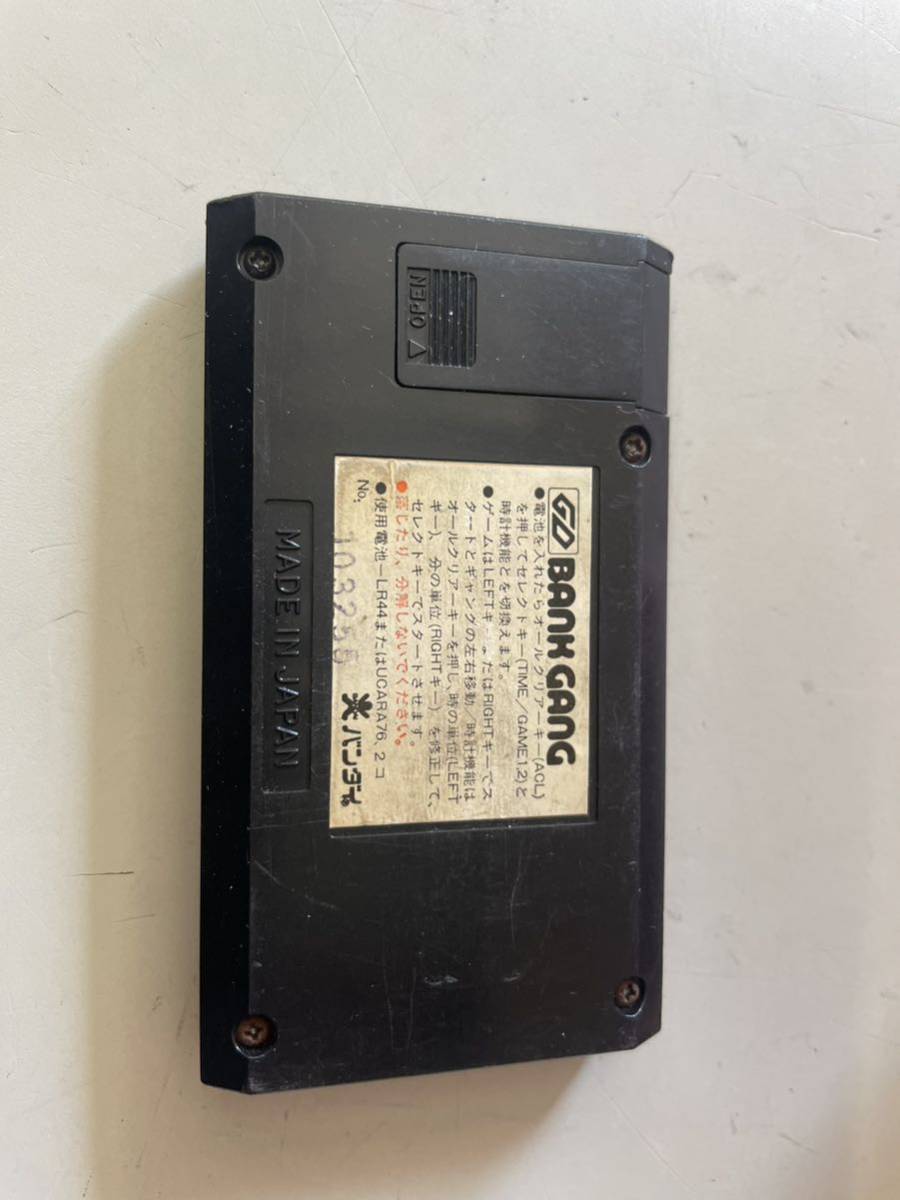 OPEN
GD BANK GANG
●電池を入れたらオールクリアーキー(ACL)
を押してセレクトキー(TIME/GAME1.2)と
時計機能とを切換えます。
●ゲームはLEFTキーまたはRIGHTキーでス
タートとギャングの左右移動/時計機能は
オールクリアーキーを押し、時の単位(LEFT
キー)、分の単位(RIGHTキー)を修正して、
セレクトキーでスタートさせます。
●落したり、分解しないでください。
●使用電池-LR44またはUCARA76、2コ
No.
バンダイ
MADE IN JAPAN